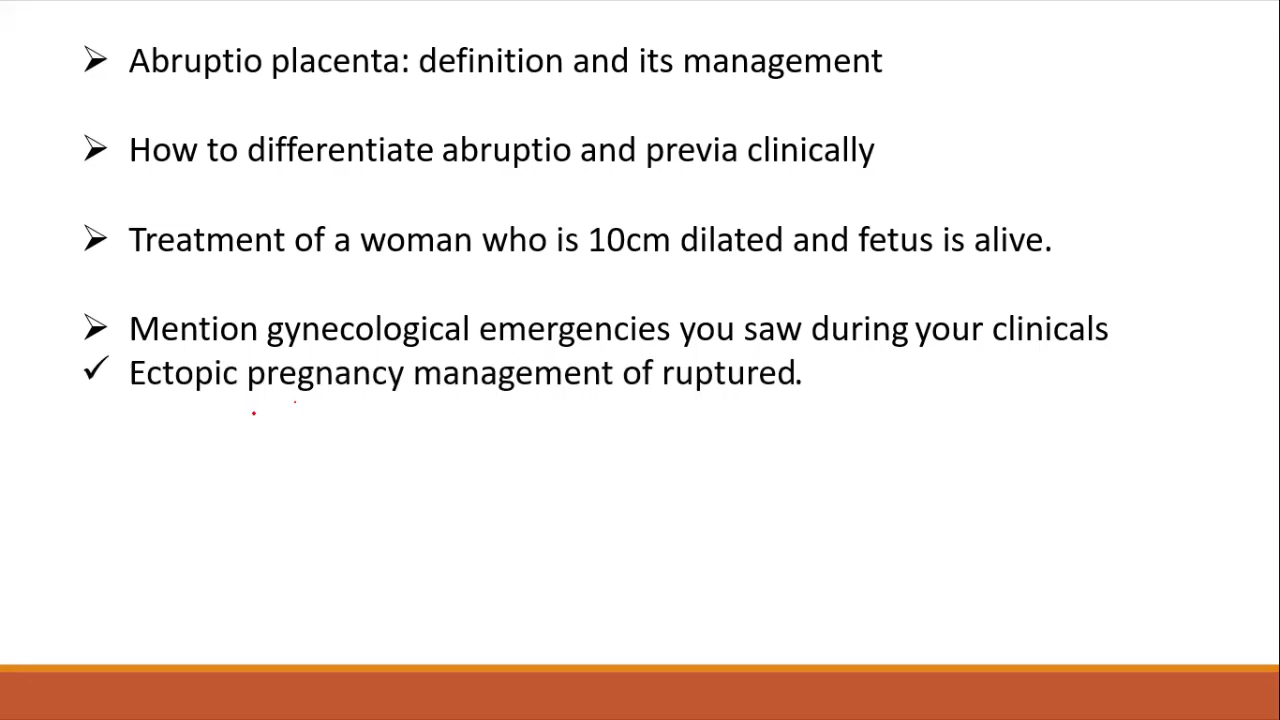 ➢ Abruptio placenta: definition and its management
➢ How to differentiate abruptio and previa clinically
➢ Treatment of a woman who is 10cm dilated and fetus is alive.
➢ Mention gynecological emergencies you saw during your clinicals
✓ Ectopic pregnancy management of ruptured.